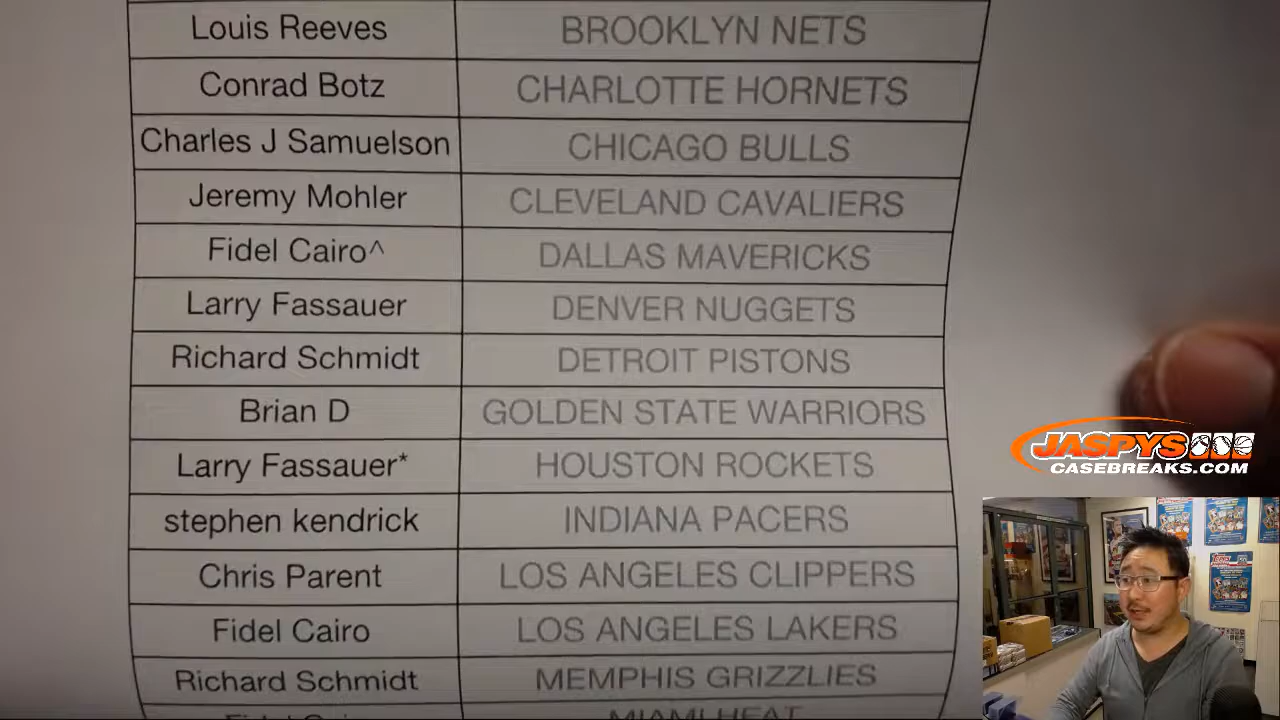 Louis Reeves BROOKLYN NETS
Conrad Botz CHARLOTTE HORNETS
Charles J Samuelson CHICAGO BULLS
Jeremy Mohler CLEVELAND CAVALIERS
Fidel Cairo^ DALLAS MAVERICKS
Larry Fassauer DENVER NUGGETS
Richard Schmidt DETROIT PISTONS
Brian D GOLDEN STATE WARRIORS
Larry Fassauer* HOUSTON ROCKETS
stephen kendrick INDIANA PACERS
Chris Parent LOS ANGELES CLIPPERS
Fidel Cairo LOS ANGELES LAKERS
Richard Schmidt MEMPHIS GRIZZLIES
MIAMI HEAT
JASPYS
CASEBREAKS.COM